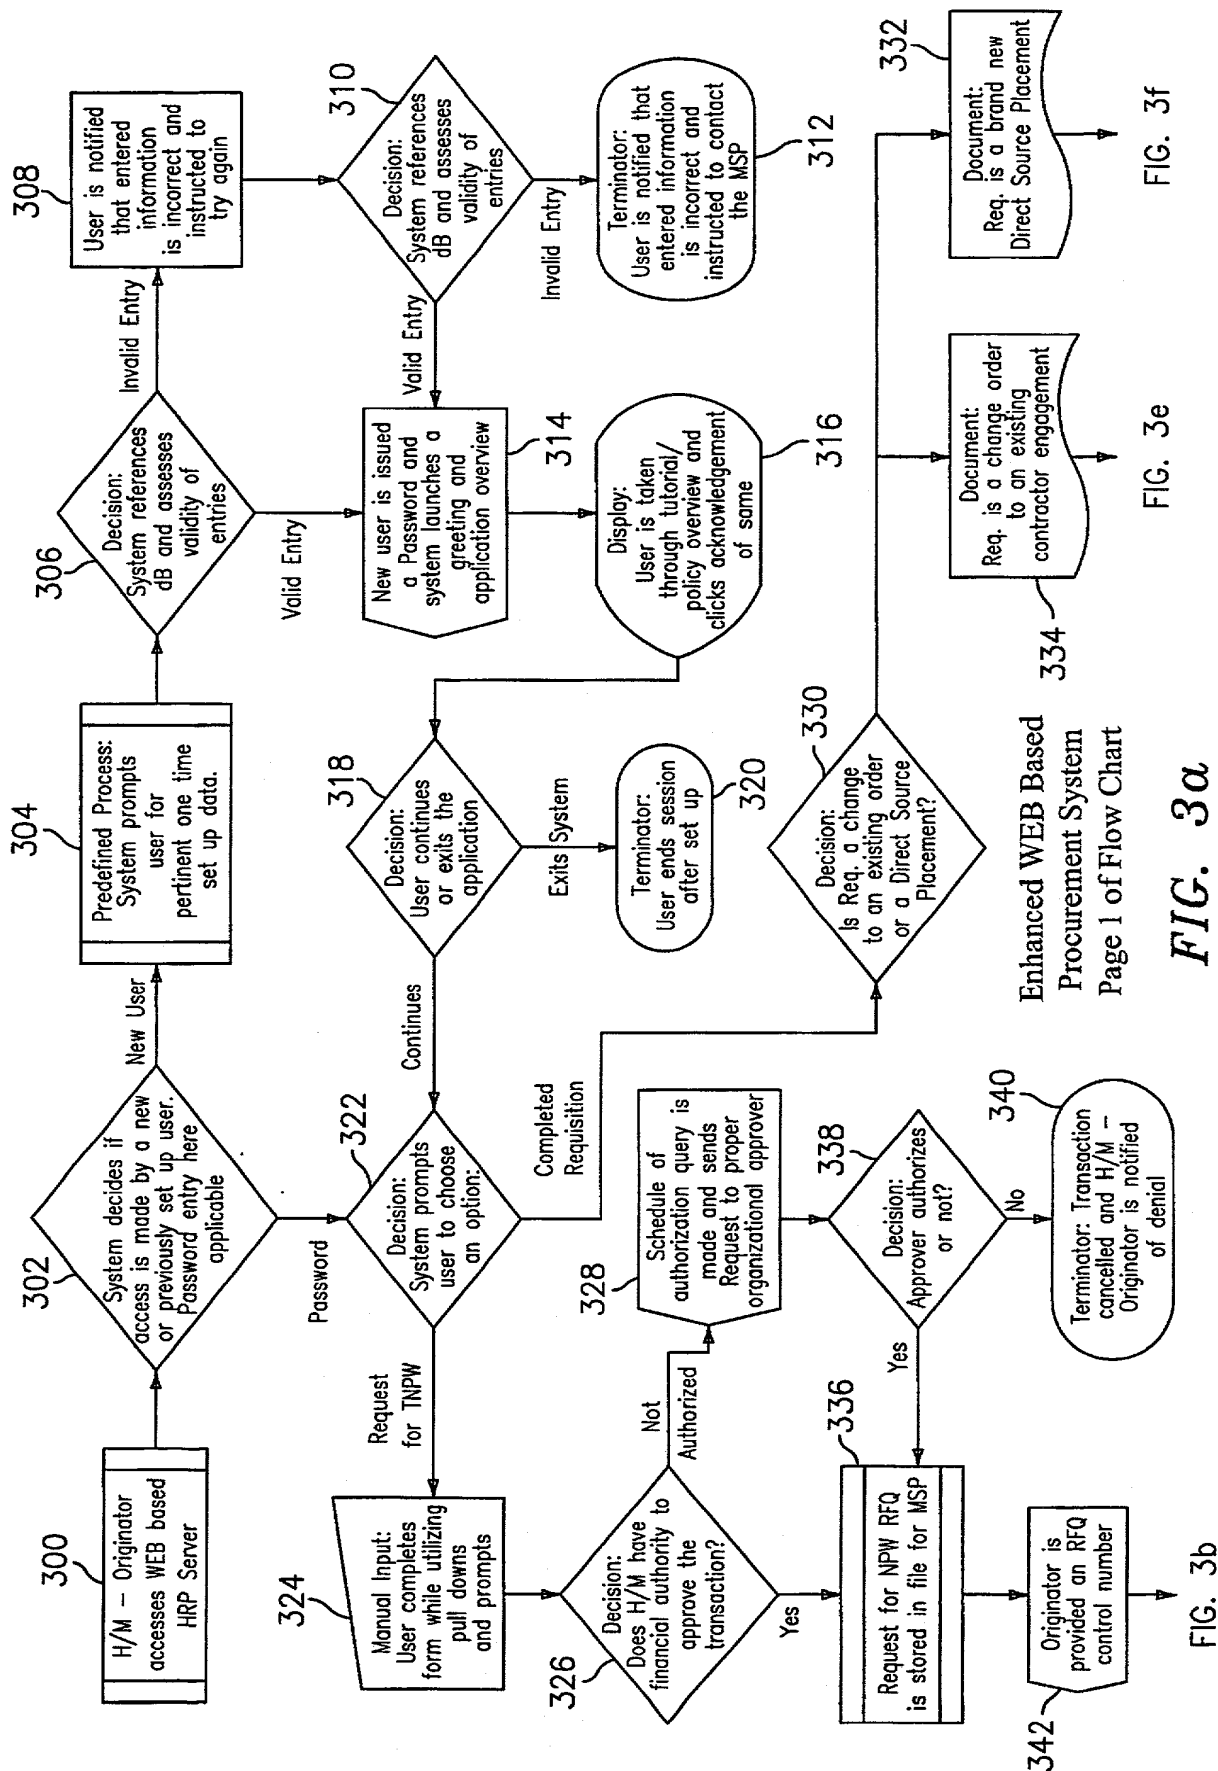 300
H/M – Originator
accesses WEB based
HRP Server
302
System decides if
access is made by a new
or previously set up user.
Password entry here
applicable
New User
Password
304
Predefined Process:
System prompts
user for
pertinent one time
set up data.
306
Decision:
System references
dB and assesses
validity of
entries
Invalid Entry
Valid Entry
308
User is notified
that entered
information
is incorrect and
instructed to
try again
310
Decision:
System references
dB and assesses
validity of
entries
Valid Entry
Invalid Entry
312
Terminator:
User is notified that
entered information
is incorrect and
instructed to contact
the MSP
314
New user is issued
a Password and
system launches a
greeting and
application overview
316
Display:
User is taken
through tutorial/
policy overview and
clicks acknowledgement
of same
318
Decision:
User continues
or exits the
application
Continues
Exits System
320
Terminator:
User ends session
after set up
322
Decision:
System prompts
user to choose
an option:
Request
for TNPW
Completed
Requisition
324
Manual Input:
User completes
form while utilizing
pull downs
and prompts
326
Decision:
Does H/M have
financial authority to
approve the
transaction?
Not
Authorized
Yes
328
Schedule of
authorization query is
made and sends
Request to proper
organizational approver
330
Decision:
Is Req. a change
to an existing order
or a Direct Source
Placement?
332
Document:
Req. is a brand new
Direct Source Placement
FIG. 3f
334
Document:
Req. is a change order
to an existing
contractor engagement
FIG. 3e
336
Request for NPW RFQ
is stored in file for MSP
338
Decision:
Approver authorizes
or not?
Yes
No
340
Terminator: Transaction
cancelled and H/M –
Originator is notified
of denial
342
Originator is
provided an RFQ
control number
FIG. 3b
Enhanced WEB Based
Procurement System
Page 1 of Flow Chart
FIG. 3a